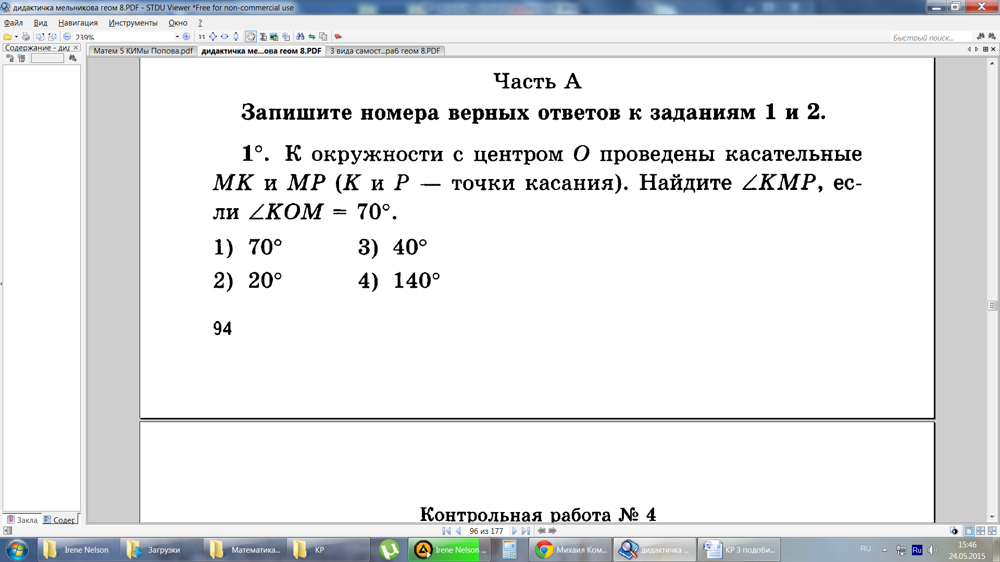 дидактичка мельникова геом 8.PDF - STDU Viewer *Free for non-commercial use
Файл Вид Навигация Инструменты Окно ?
239% 1:1 Быстрый поиск...
Содержание - дид
Матем 5 КИМы Попова.pdf дидактичка ме...ова геом 8.PDF 3 вида самост...раб геом 8.PDF
Часть А
Запишите номера верных ответов к заданиям 1 и 2.
1°. К окружности с центром O проведены касательные
MK и MP (K и P — точки касания). Найдите ∠KMP, ес-
ли ∠KOM = 70°.
1) 70° 3) 40°
2) 20° 4) 140°
94
Контрольная работа № 4
Заклад Содер
96 из 177
Irene Nelson Загрузки Математика... КР Irene Nelson ... Михаил Ком... дидактичка ... КР 3 подоби... RU Ru 15:46
24.05.2015